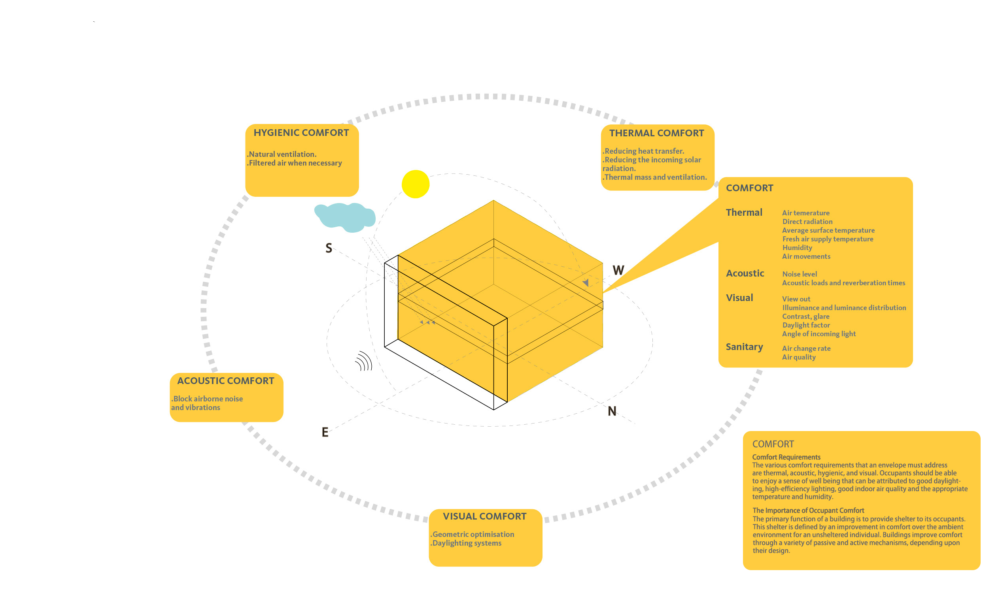 HYGIENIC COMFORT
.Natural ventilation.
.Filtered air when necessary
THERMAL COMFORT
.Reducing heat transfer.
.Reducing the incoming solar
radiation.
.Thermal mass and ventilation.
COMFORT
Thermal Air temerature
Direct radiation
Average surface temperature
Fresh air supply temperature
Humidity
Air movements
Acoustic Noise level
Acoustic loads and reverberation times
Visual View out
Illuminance and luminance distribution
Contrast, glare
Daylight factor
Angle of incoming light
Sanitary Air change rate
Air quality
S
W
N
E
ACOUSTIC COMFORT
.Block airborne noise
and vibrations
VISUAL COMFORT
.Geometric optimisation
.Daylighting systems
COMFORT
Comfort Requirements
The various comfort requirements that an envelope must address
are thermal, acoustic, hygienic, and visual. Occupants should be able
to enjoy a sense of well being that can be attributed to good daylight-
ing, high-efficiency lighting, good indoor air quality and the appropriate
temperature and humidity.
The Importance of Occupant Comfort
The primary function of a building is to provide shelter to its occupants.
This shelter is defined by an improvement in comfort over the ambient
environment for an unsheltered individual. Buildings improve comfort
through a variety of passive and active mechanisms, depending upon
their design.